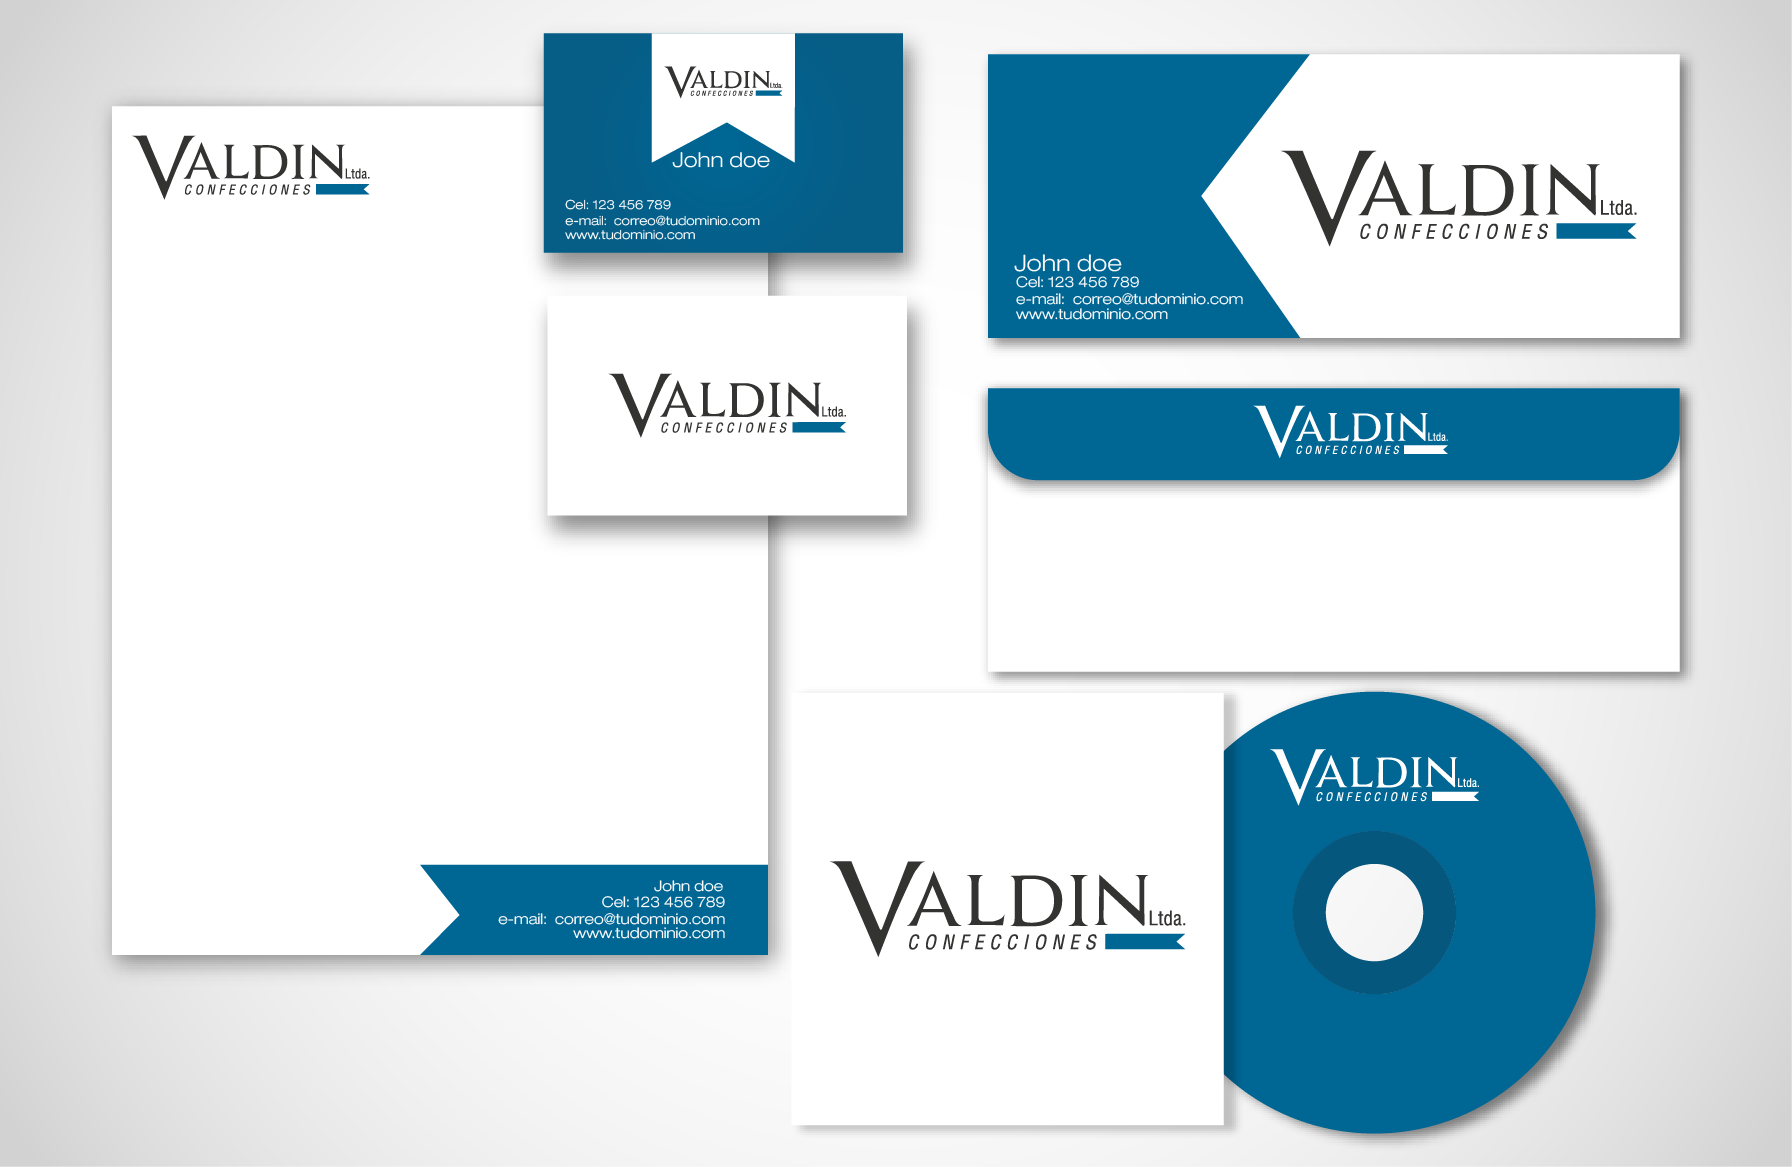 VALDIN Ltda.
CONFECCIONES
John doe
Cel: 123 456 789
e-mail: correo@tudominio.com
www.tudominio.com
VALDIN Ltda.
CONFECCIONES
John doe
Cel: 123 456 789
e-mail: correo@tudominio.com
www.tudominio.com
VALDIN Ltda.
CONFECCIONES
VALDIN Ltda.
CONFECCIONES
John doe
Cel: 123 456 789
e-mail: correo@tudominio.com
www.tudominio.com
VALDIN Ltda.
CONFECCIONES
VALDIN Ltda.
CONFECCIONES
VALDIN Ltda.
CONFECCIONES